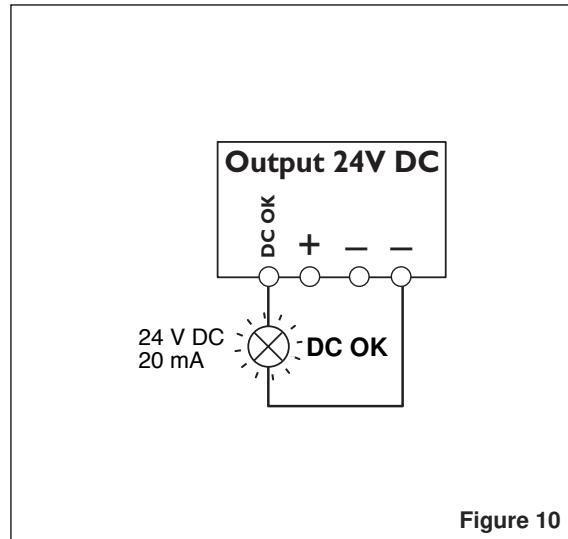 Output 24V DC
DC OK
+ – –
24 V DC
20 mA
DC OK
Figure 10